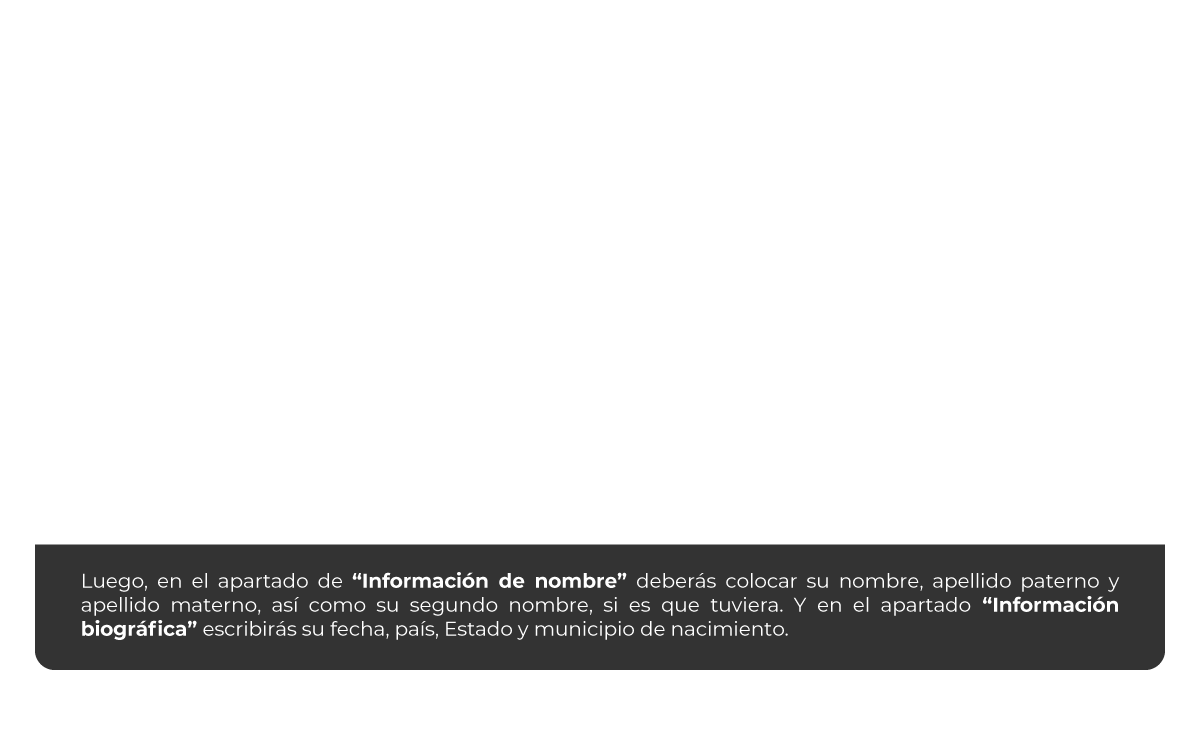 Luego, en el apartado de “Información de nombre” deberás colocar su nombre, apellido paterno y
apellido materno, así como su segundo nombre, si es que tuviera. Y en el apartado “Información
biográfica” escribirás su fecha, país, Estado y municipio de nacimiento.